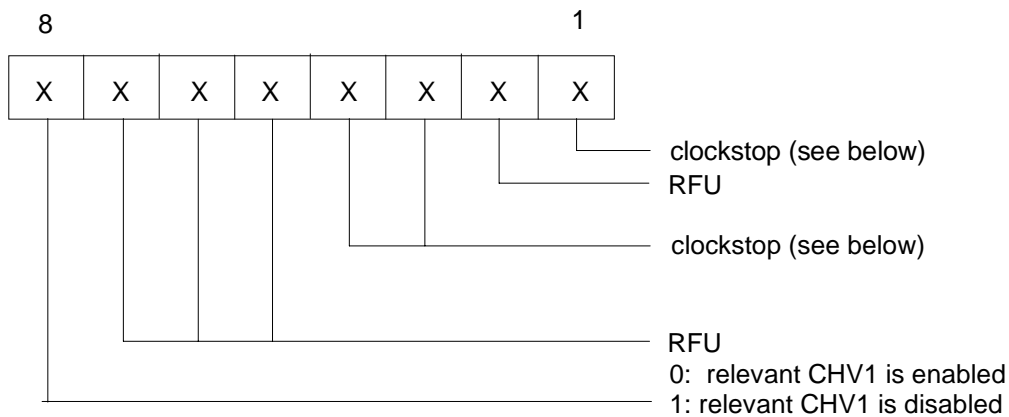 8 1
X X X X X X X X
clockstop (see below)
RFU
clockstop (see below)
RFU
0: relevant CHV1 is enabled
1: relevant CHV1 is disabled